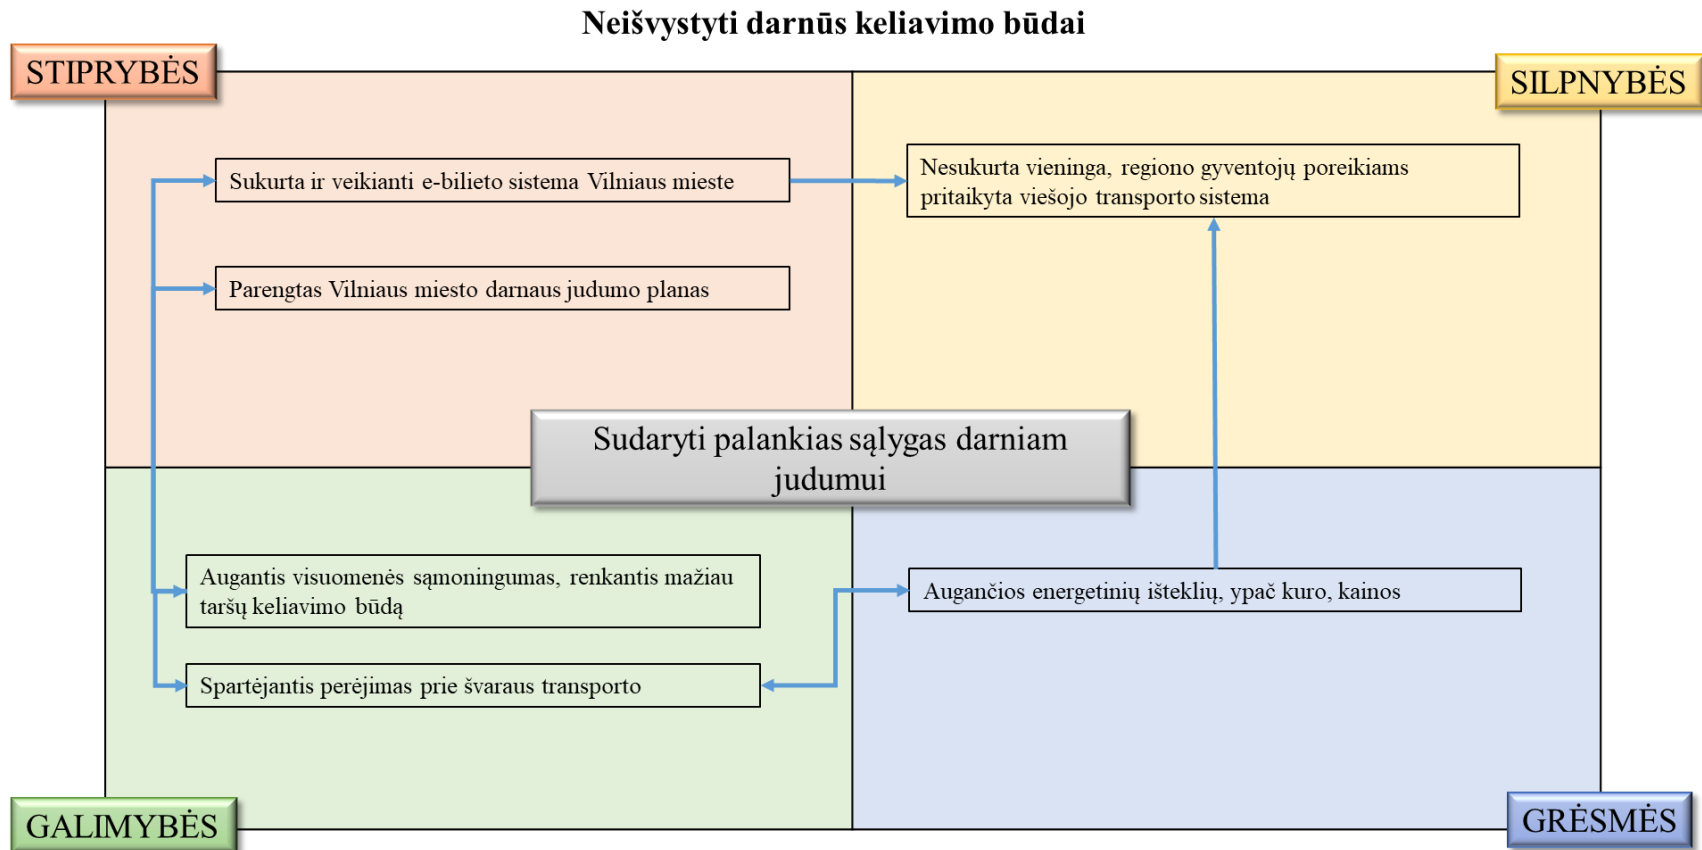 Neišvystyti darnūs keliavimo būdai
STIPRYBĖS
SILPNYBĖS
Sukurta ir veikianti e-bilieto sistema Vilniaus mieste
Nesukurta vieninga, regiono gyventojų poreikiams
pritaikyta viešojo transporto sistema
Parengtas Vilniaus miesto darnaus judumo planas
Sudaryti palankias sąlygas darniam
judumui
Augantis visuomenės sąmoningumas, renkantis mažiau
taršų keliavimo būdą
Augančios energetinių išteklių, ypač kuro, kainos
Spartėjantis perėjimas prie švaraus transporto
GALIMYBĖS
GRĖSMĖS